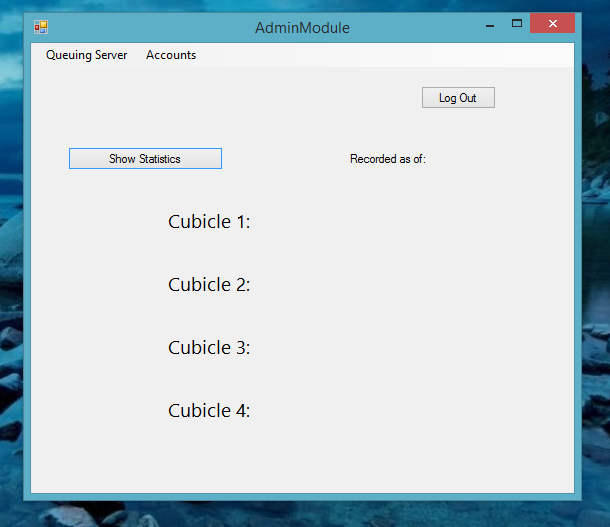 AdminModule
Queuing Server Accounts
Log Out
Show Statistics Recorded as of:
Cubicle 1:
Cubicle 2:
Cubicle 3:
Cubicle 4: